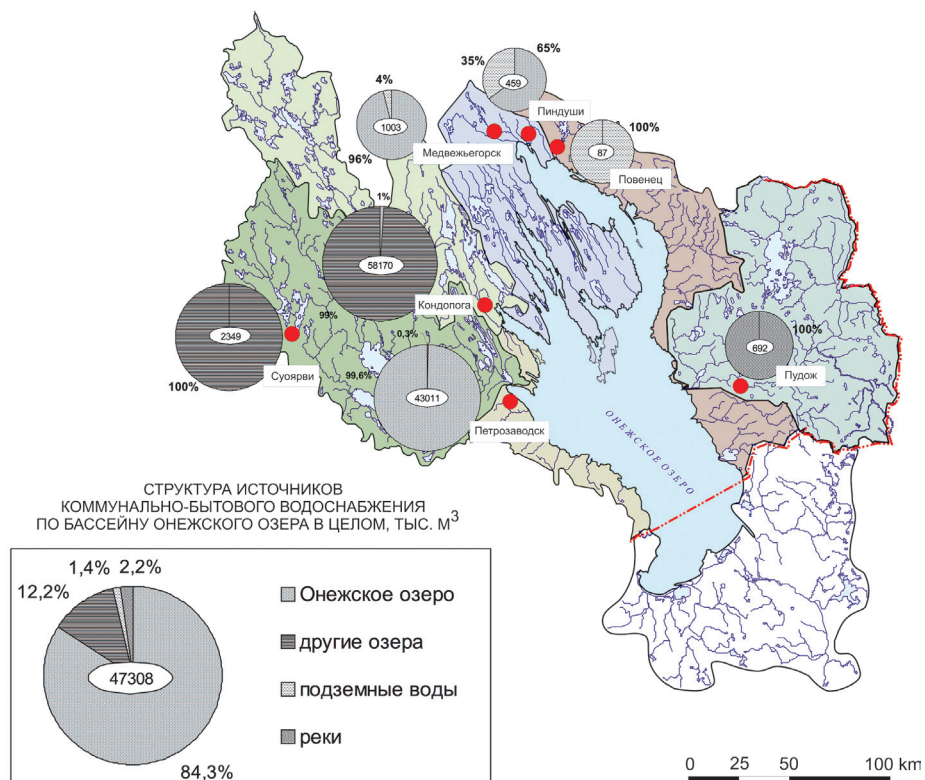 65%
35%
459
Пиндуши
4%
1003
100%
87
Медвежьегорск
Повенец
96%
1%
58170
Кондопога
99%
0,3%
2349
692
100%
Суоярви
Пудож
100%
99,6%
43011
Петрозаводск
ОНЕЖСКОЕ ОЗЕРО
СТРУКТУРА ИСТОЧНИКОВ
КОММУНАЛЬНО-БЫТОВОГО ВОДОСНАБЖЕНИЯ
ПО БАССЕЙНУ ОНЕЖСКОГО ОЗЕРА В ЦЕЛОМ, ТЫС. М³
1,4%
2,2%
12,2%
Онежское озеро
другие озера
47308
подземные воды
реки
84,3%
0 25 50 100 km